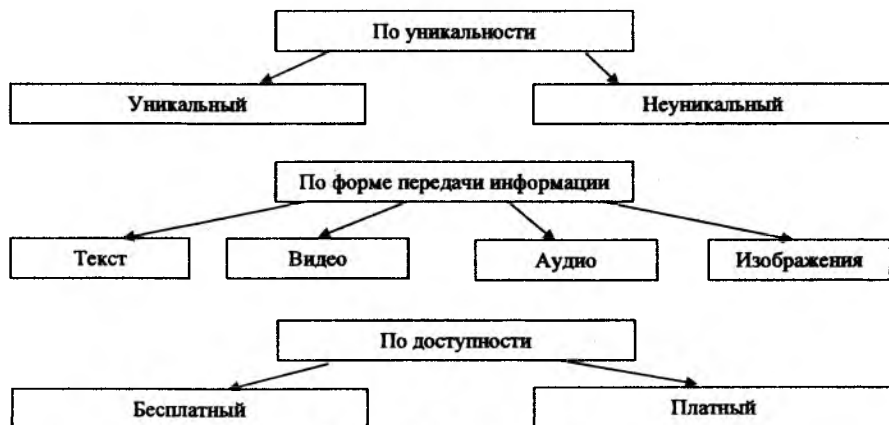 По уникальности
Уникальный
Неуникальный
По форме передачи информации
Текст
Видео
Аудио
Изображения
По доступности
Бесплатный
Платный